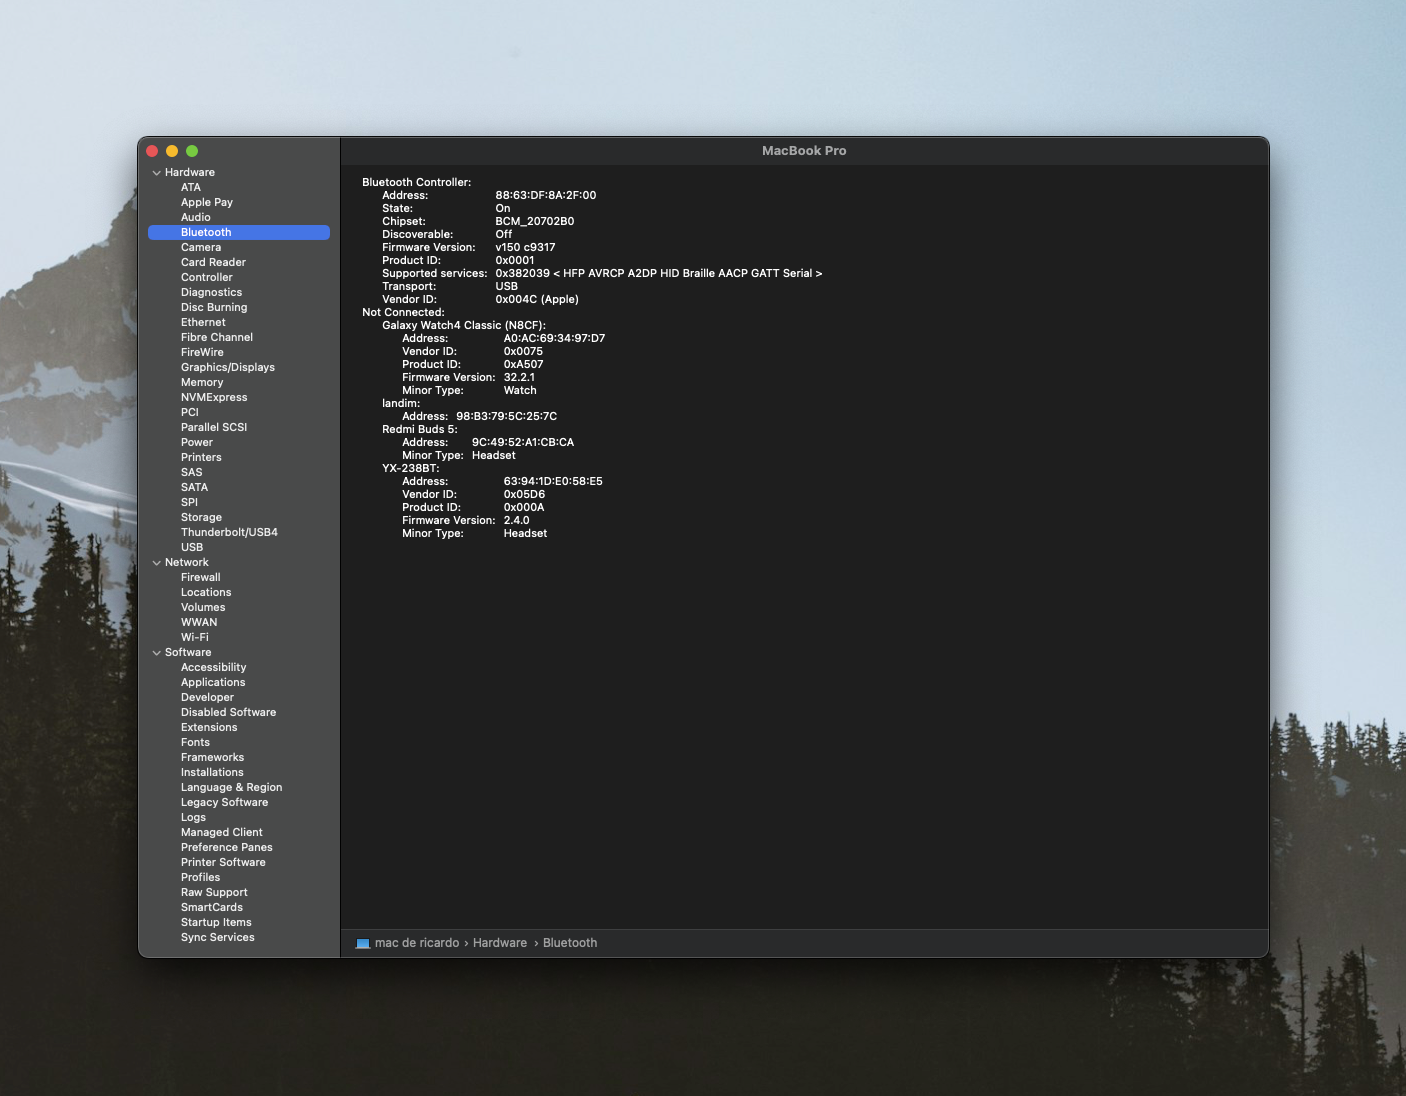 MacBook Pro
Hardware
ATA
Apple Pay
Audio
Bluetooth
Camera
Card Reader
Controller
Diagnostics
Disc Burning
Ethernet
Fibre Channel
FireWire
Graphics/Displays
Memory
NVMExpress
PCI
Parallel SCSI
Power
Printers
SAS
SATA
SPI
Storage
Thunderbolt/USB4
USB
Network
Firewall
Locations
Volumes
WWAN
Wi-Fi
Software
Accessibility
Applications
Developer
Disabled Software
Extensions
Fonts
Frameworks
Installations
Language & Region
Legacy Software
Logs
Managed Client
Preference Panes
Printer Software
Profiles
Raw Support
SmartCards
Startup Items
Sync Services
Bluetooth Controller:
Address: 88:63:DF:8A:2F:00
State: On
Chipset: BCM_20702B0
Discoverable: Off
Firmware Version: v150 c9317
Product ID: 0x0001
Supported services: 0x382039 < HFP AVRCP A2DP HID Braille AACP GATT Serial >
Transport: USB
Vendor ID: 0x004C (Apple)
Not Connected:
Galaxy Watch4 Classic (N8CF):
Address: A0:AC:69:34:97:D7
Vendor ID: 0x0075
Product ID: 0xA507
Firmware Version: 32.2.1
Minor Type: Watch
landim:
Address: 98:B3:79:5C:25:7C
Redmi Buds 5:
Address: 9C:49:52:A1:CB:CA
Minor Type: Headset
YX-238BT:
Address: 63:94:1D:E0:58:E5
Vendor ID: 0x05D6
Product ID: 0x000A
Firmware Version: 2.4.0
Minor Type: Headset
mac de ricardo › Hardware › Bluetooth